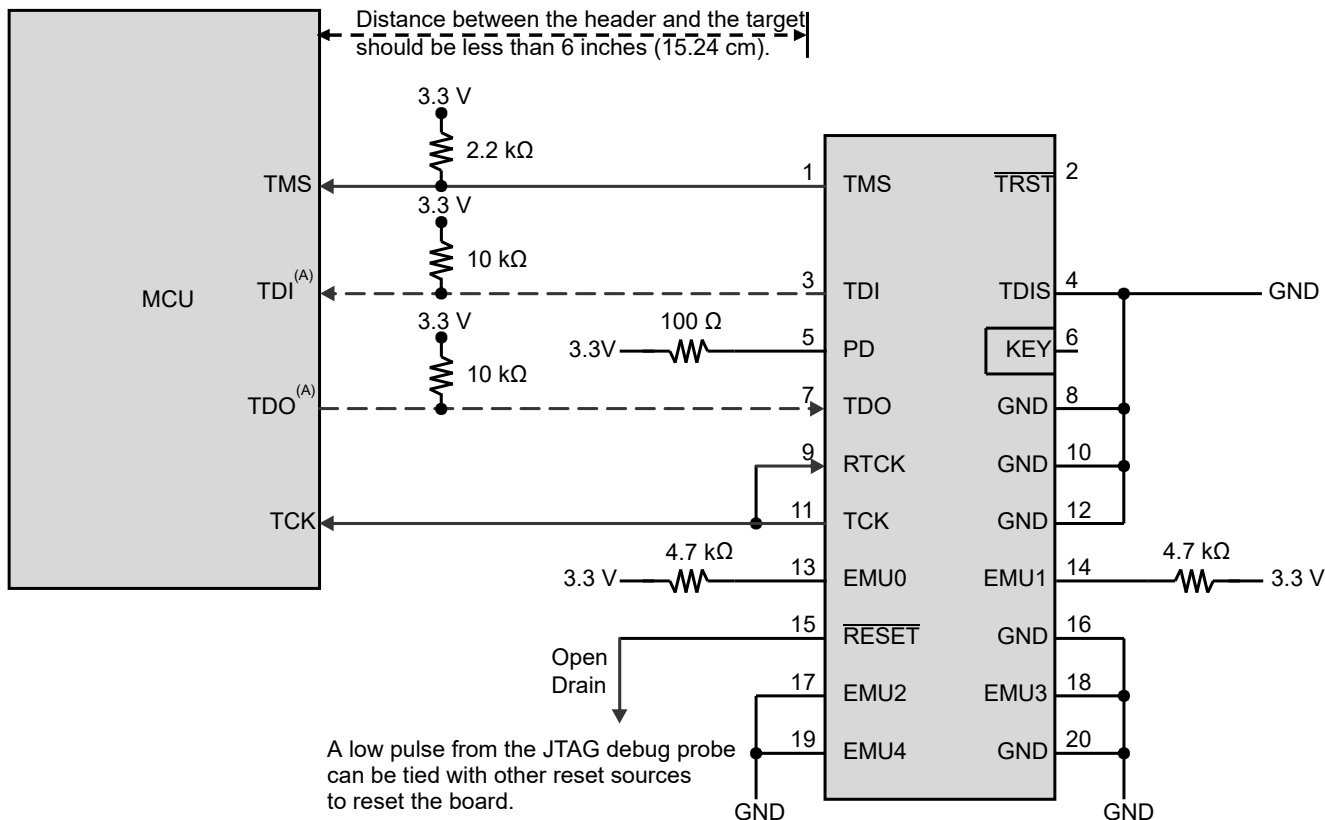 Distance between the header and the target
should be less than 6 inches (15.24 cm).
3.3 V
2.2 kΩ
TMS
1
TMS
TRST
2
3.3 V
10 kΩ
MCU
TDI(A)
3
TDI
TDIS
4
GND
3.3 V
100 Ω
3.3V
5
PD
KEY
6
10 kΩ
TDO(A)
7
TDO
GND
8
9
RTCK
GND
10
TCK
11
TCK
GND
12
4.7 kΩ
3.3 V
13
EMU0
EMU1
14
4.7 kΩ
3.3 V
15
RESET
GND
16
Open
Drain
17
EMU2
EMU3
18
A low pulse from the JTAG debug probe
can be tied with other reset sources
to reset the board.
19
EMU4
GND
20
GND
GND